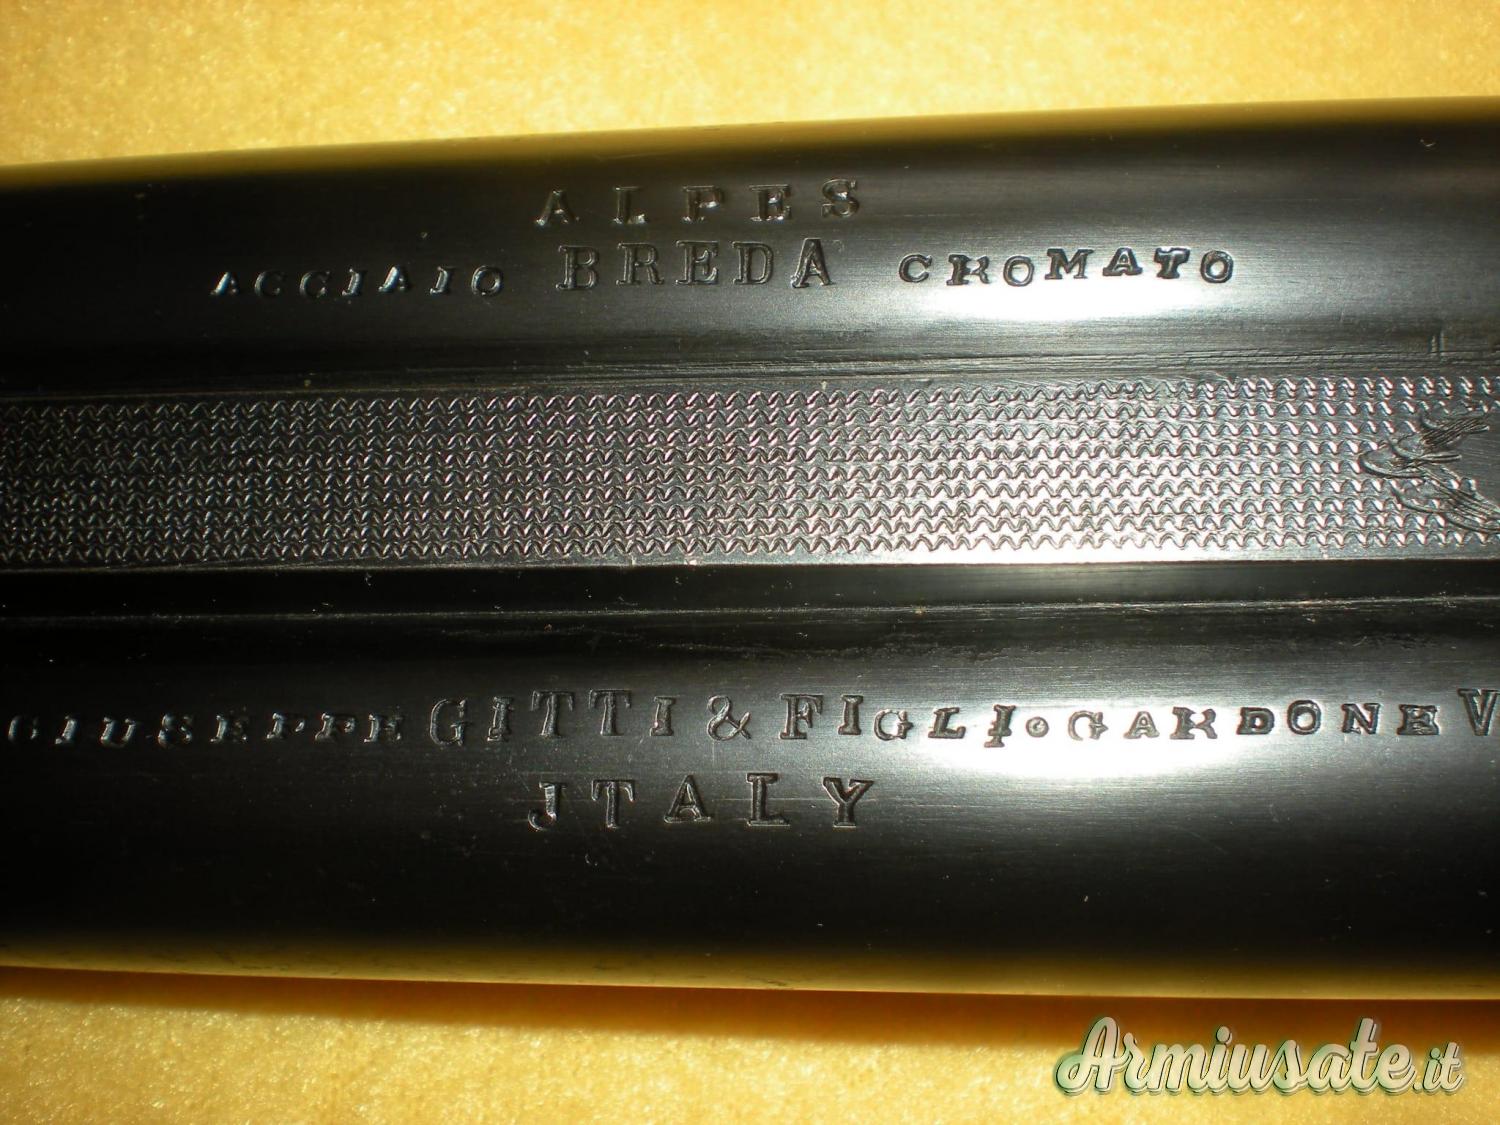 ALPES
ACCIAIO BREDA CROMATO
GIUSEPPE GITTI & FIGLI. GARDONE V
JTALY
Armiusate.it